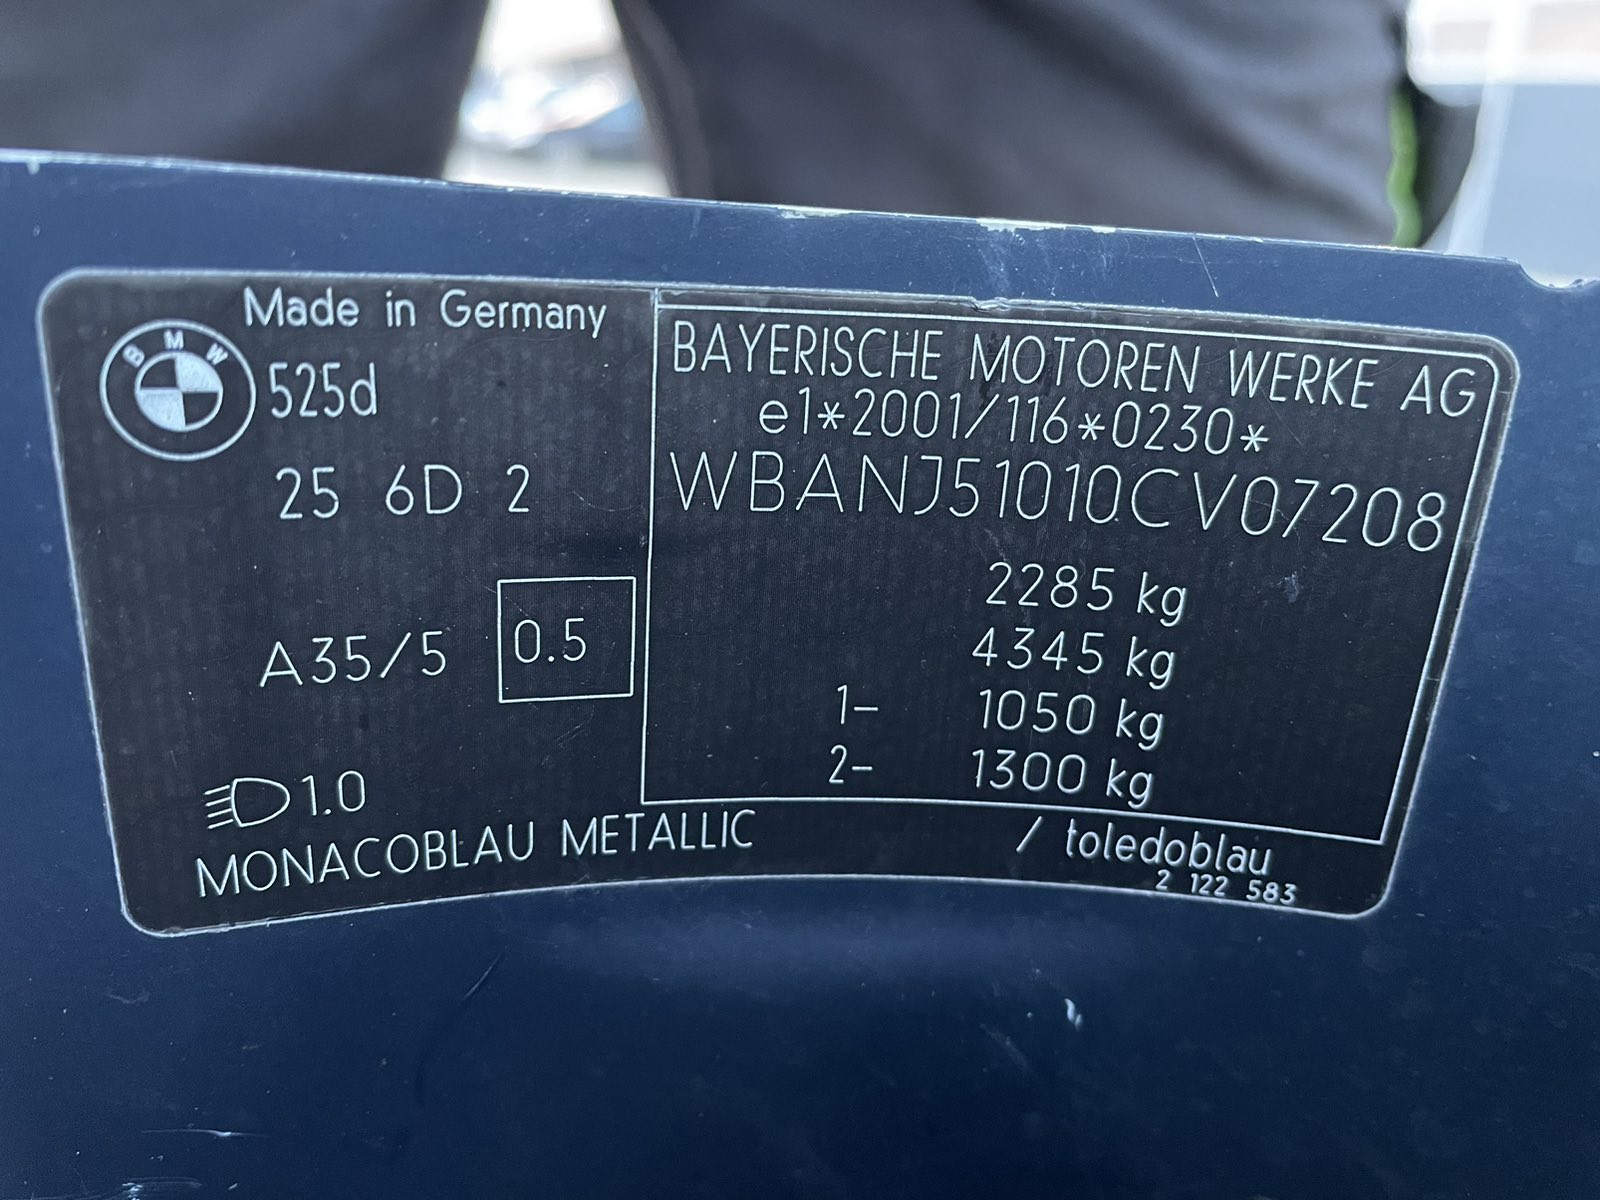 Made in Germany
BMW
525d
25 6D 2
A35/5 0.5
1.0
MONACOBLAU METALLIC
BAYERISCHE MOTOREN WERKE AG
e1*2001/116*0230*
WBANJ51010CV07208
2285 kg
4345 kg
1- 1050 kg
2- 1300 kg
/ toledoblau
2 122 583